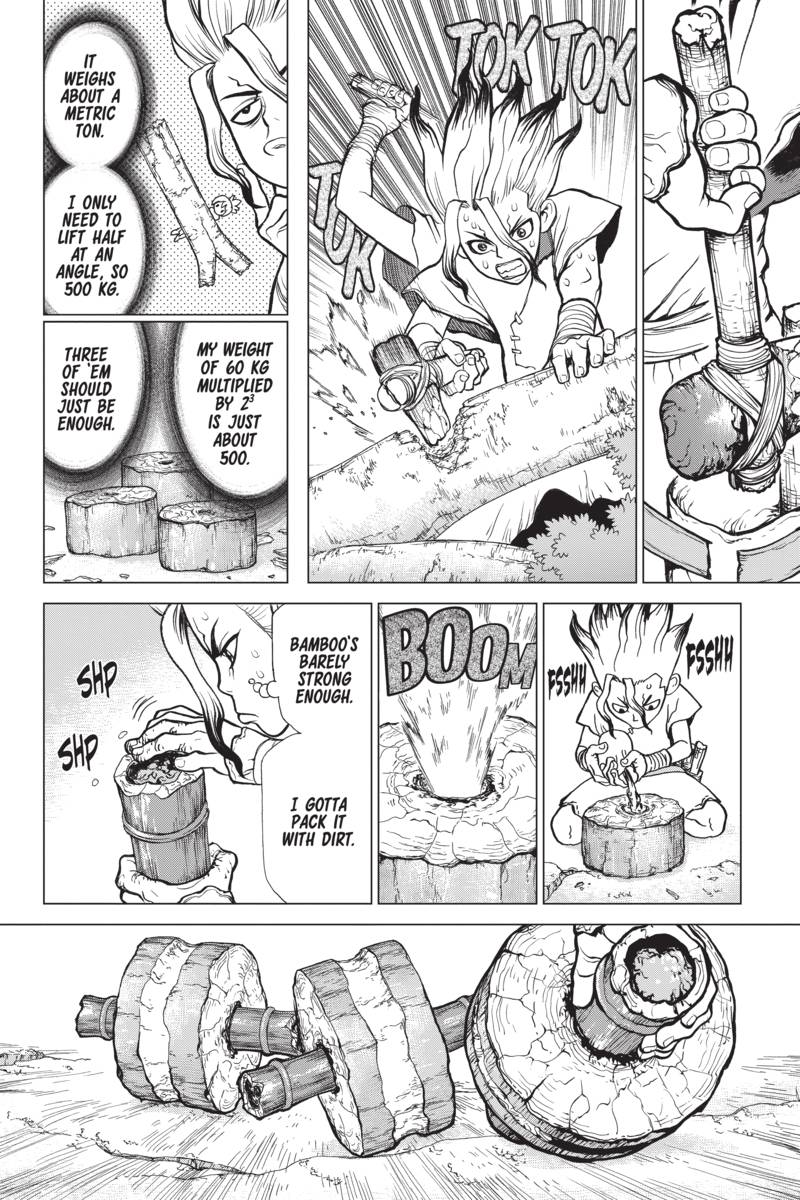 TOK TOK
TOK
IT
WEIGHS
ABOUT A
METRIC
TON.
I ONLY
NEED TO
LIFT HALF
AT AN
ANGLE, SO
500 KG.
MY WEIGHT
OF 60 KG
MULTIPLIED
BY 2³
IS JUST
ABOUT
500.
THREE
OF 'EM
SHOULD
JUST BE
ENOUGH.
FSSHH
FSSHH
BOOM
BAMBOO'S
BARELY
STRONG
ENOUGH.
I GOTTA
PACK IT
WITH DIRT.
SHP
SHP